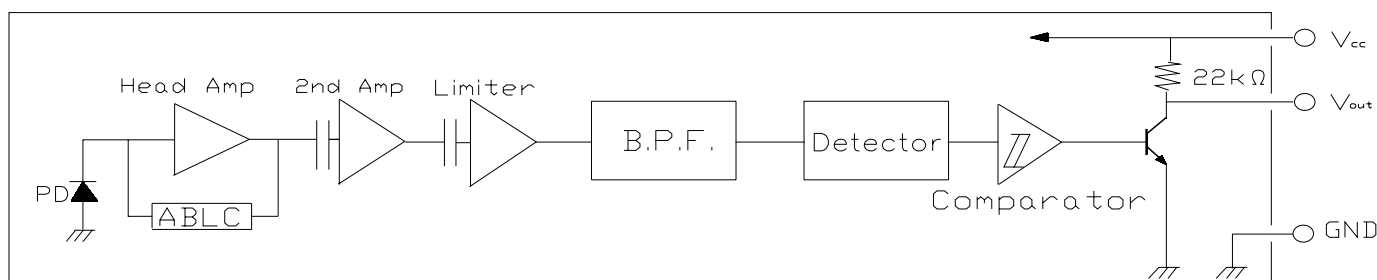 Vcc
22kΩ
Head Amp
2nd Amp
Limiter
Vout
B.P.F.
Detector
Comparator
PD
ABLC
GND